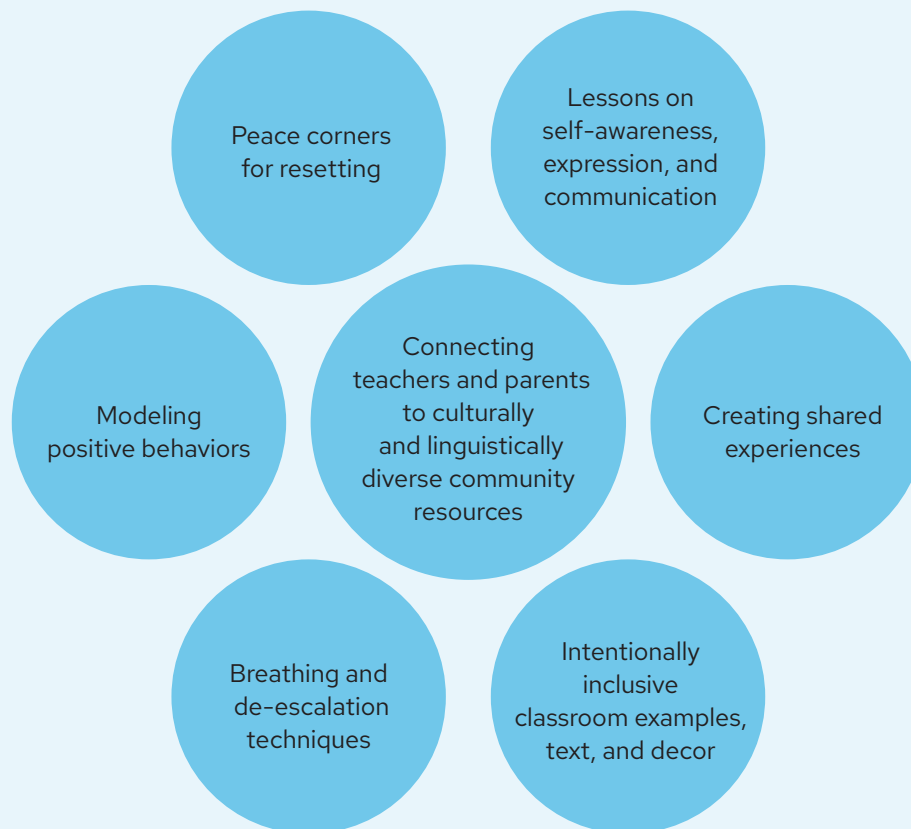 Peace corners
for resetting
Lessons on
self-awareness,
expression, and
communication
Modeling
positive behaviors
Connecting
teachers and parents
to culturally
and linguistically
diverse community
resources
Creating shared
experiences
Breathing and
de-escalation
techniques
Intentionally
inclusive
classroom examples,
text, and decor